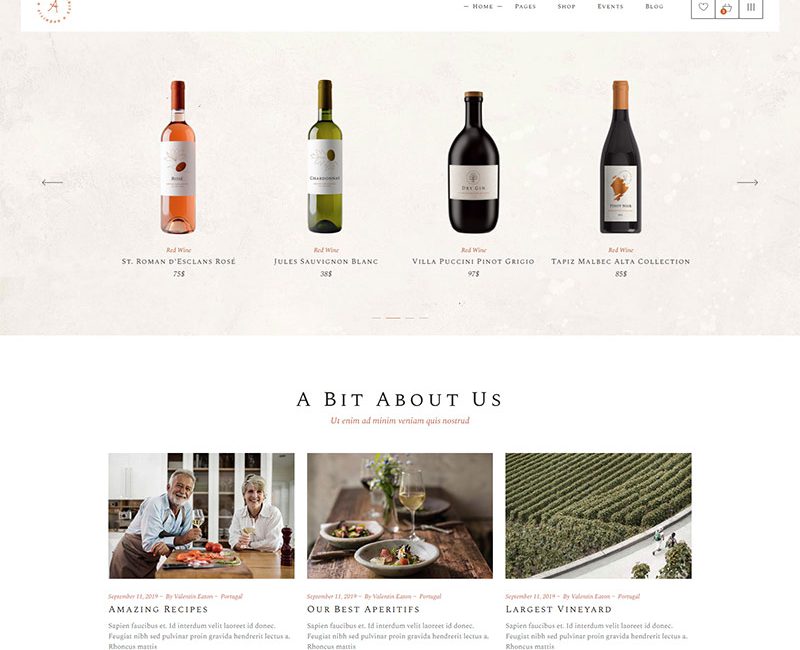 A
Home
Pages
Shop
Events
Blog
Rosé
Chardonnay
Dry Gin
Pinot Noir
Red Wine
St. Roman d'Esclans Rosé
75$
Red Wine
Jules Sauvignon Blanc
38$
Red Wine
Villa Puccini Pinot Grigio
97$
Red Wine
Tapiz Malbec Alta Collection
85$
A Bit About Us
Ut enim ad minim veniam quis nostrud
September 11, 2019 – By Valentin Eaton – Portugal
Amazing Recipes
Sapien faucibus et. Id interdum velit laoreet id donec.
Feugiat nibh sed pulvinar proin gravida hendrerit lectus a.
Rhoncus mattis
September 11, 2019 – By Valentin Eaton – Portugal
Our Best Aperitifs
Sapien faucibus et. Id interdum velit laoreet id donec.
Feugiat nibh sed pulvinar proin gravida hendrerit lectus a.
Rhoncus mattis
September 11, 2019 – By Valentin Eaton – Portugal
Largest Vineyard
Sapien faucibus et. Id interdum velit laoreet id donec.
Feugiat nibh sed pulvinar proin gravida hendrerit lectus a.
Rhoncus mattis